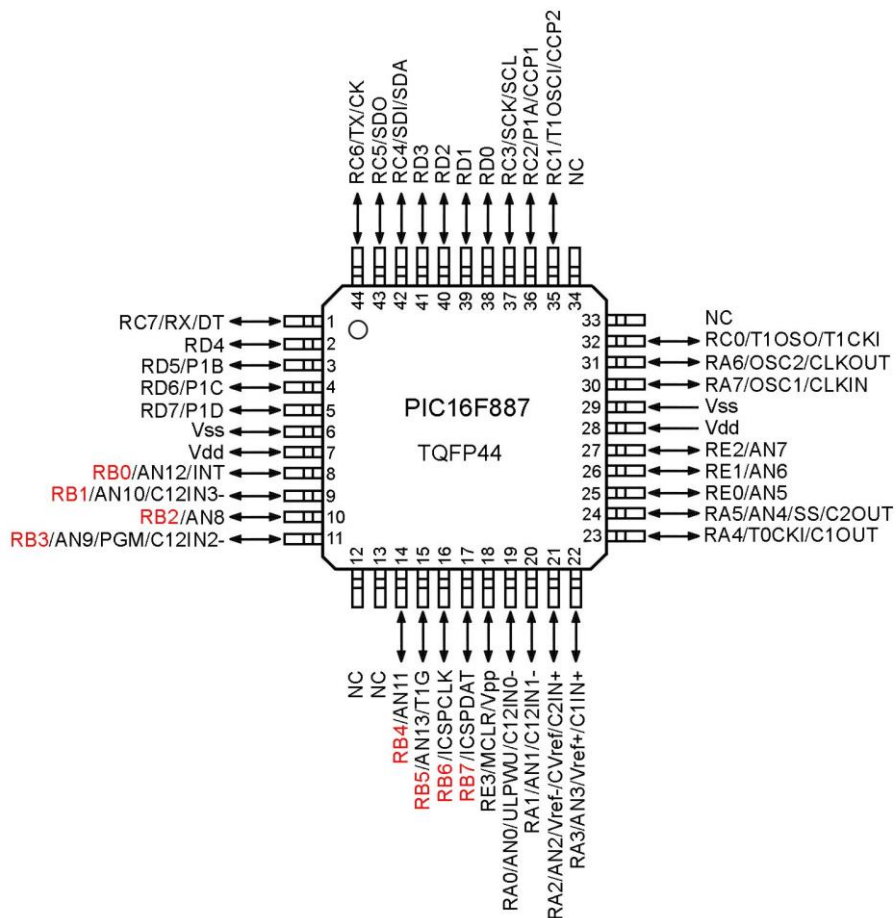 RC6/TX/CK
RC5/SDO
RC4/SDI/SDA
RD3
RD2
RD1
RD0
RC3/SCK/SCL
RC2/P1A/CCP1
RC1/T1OSCI/CCP2
NC
44
43
42
41
40
39
38
37
36
35
34
RC7/RX/DT 1
RD4 2
RD5/P1B 3
RD6/P1C 4
RD7/P1D 5
Vss 6
Vdd 7
RB0/AN12/INT 8
RB1/AN10/C12IN3- 9
RB2/AN8 10
RB3/AN9/PGM/C12IN2- 11
PIC16F887
TQFP44
33 NC
32 RC0/T1OSO/T1CKI
31 RA6/OSC2/CLKOUT
30 RA7/OSC1/CLKIN
29 Vss
28 Vdd
27 RE2/AN7
26 RE1/AN6
25 RE0/AN5
24 RA5/AN4/SS/C2OUT
23 RA4/T0CKI/C1OUT
12
13
14
15
16
17
18
19
20
21
22
NC
NC
RB4/AN11
RB5/AN13/T1G
RB6/ICSPCLK
RB7/ICSPDAT
RE3/MCLR/Vpp
RA0/AN0/ULPWU/C12IN0-
RA1/AN1/C12IN1-
RA2/AN2/Vref-/CVref/C2IN+
RA3/AN3/Vref+/C1IN+